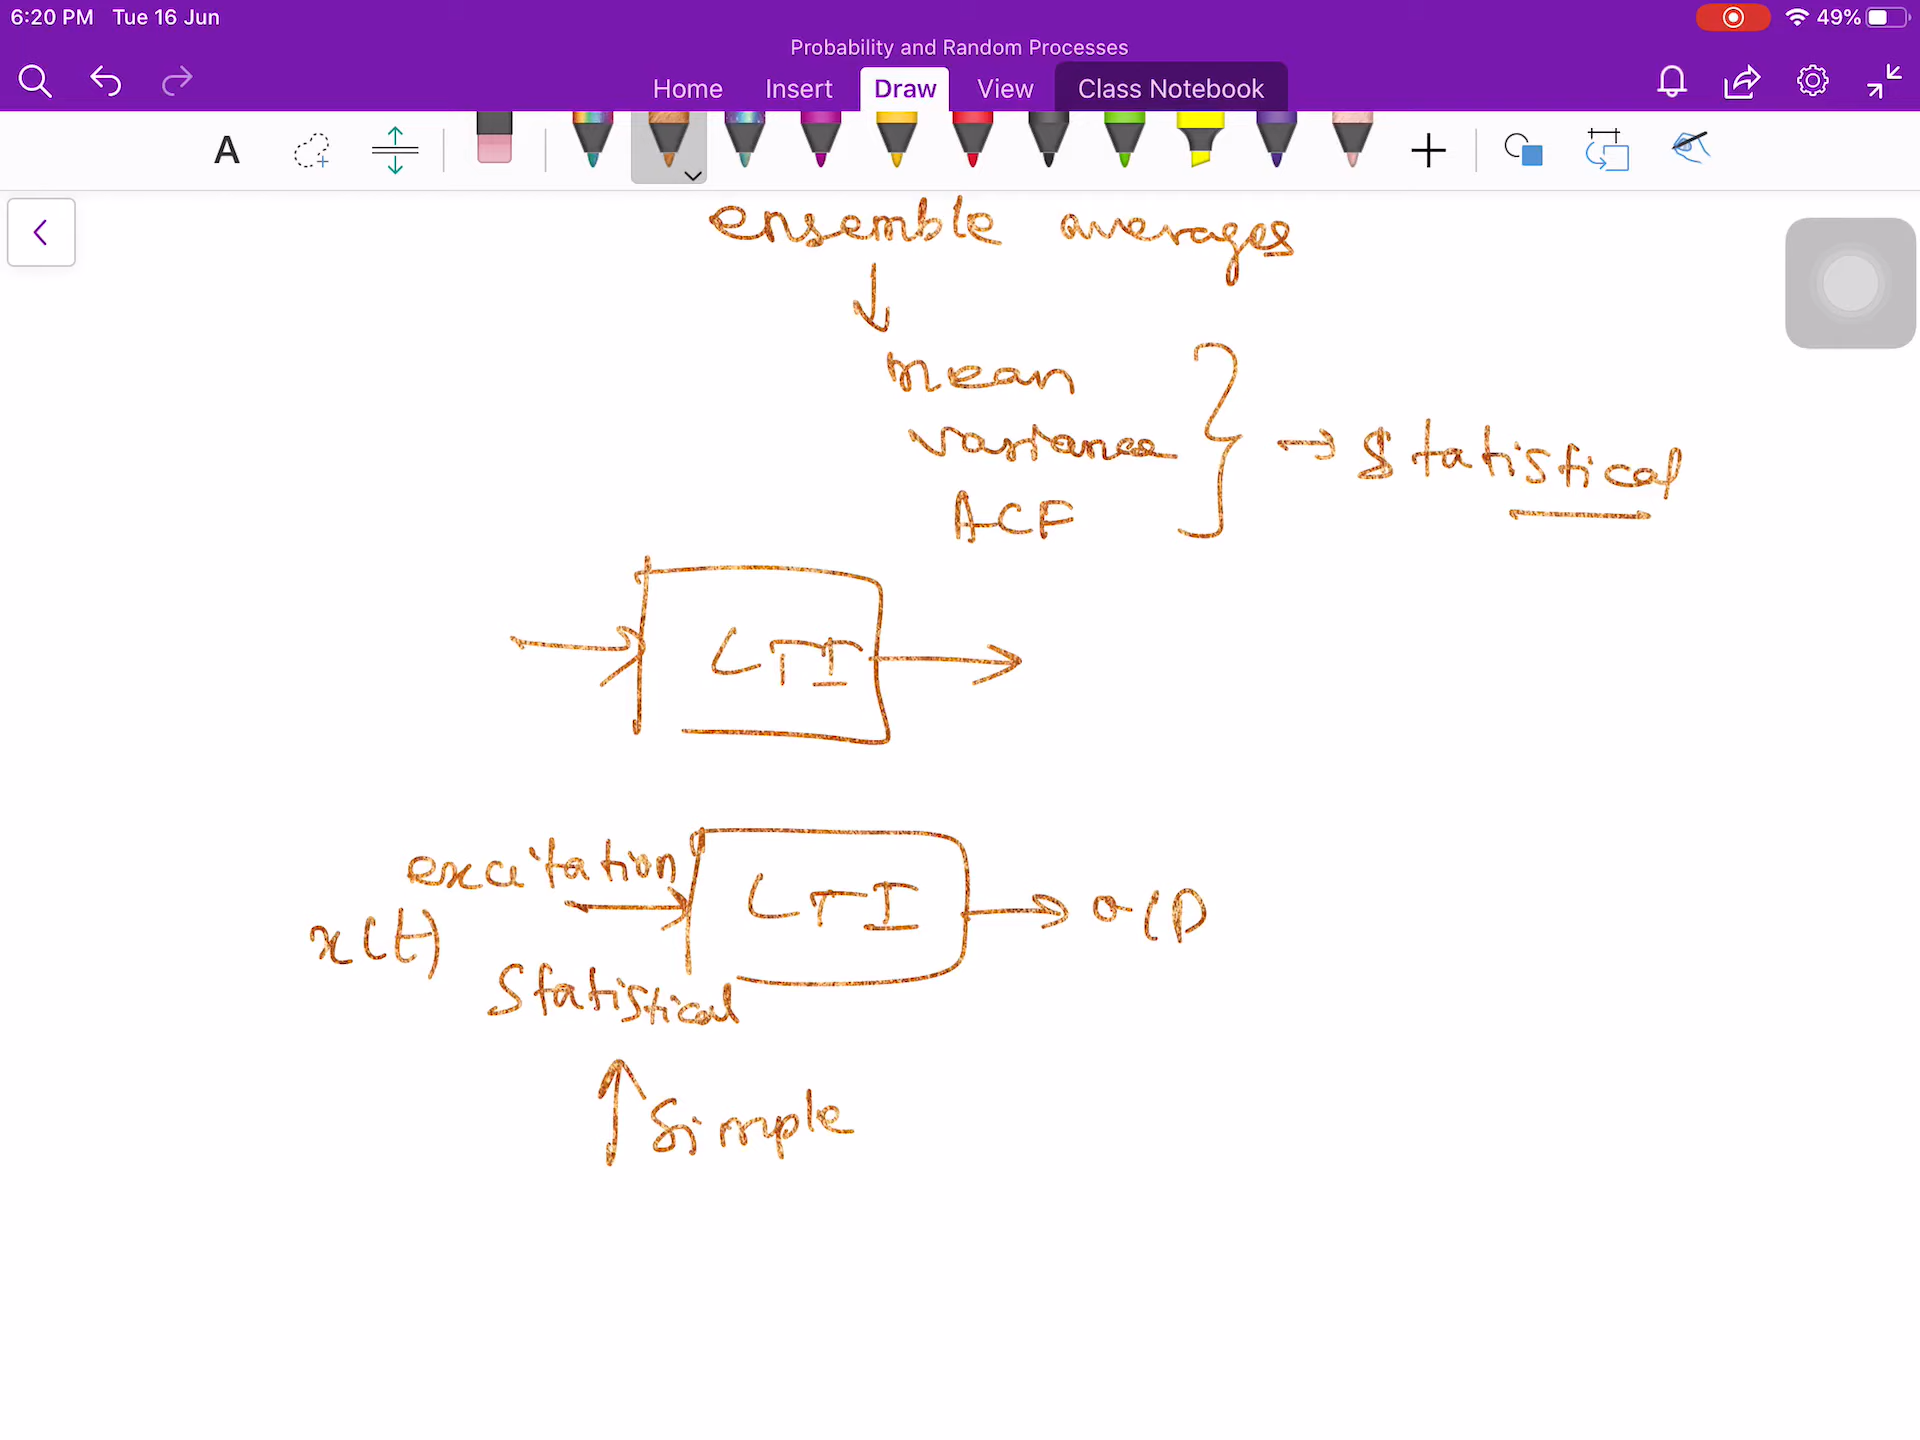 6:20 PM Tue 16 Jun
49%
Probability and Random Processes
Home Insert Draw View Class Notebook
A
ensemble averages
mean
variance
ACF
→ Statistical
LTI
excitation
LTI
→ o/p
x(t)
Statistical
simple